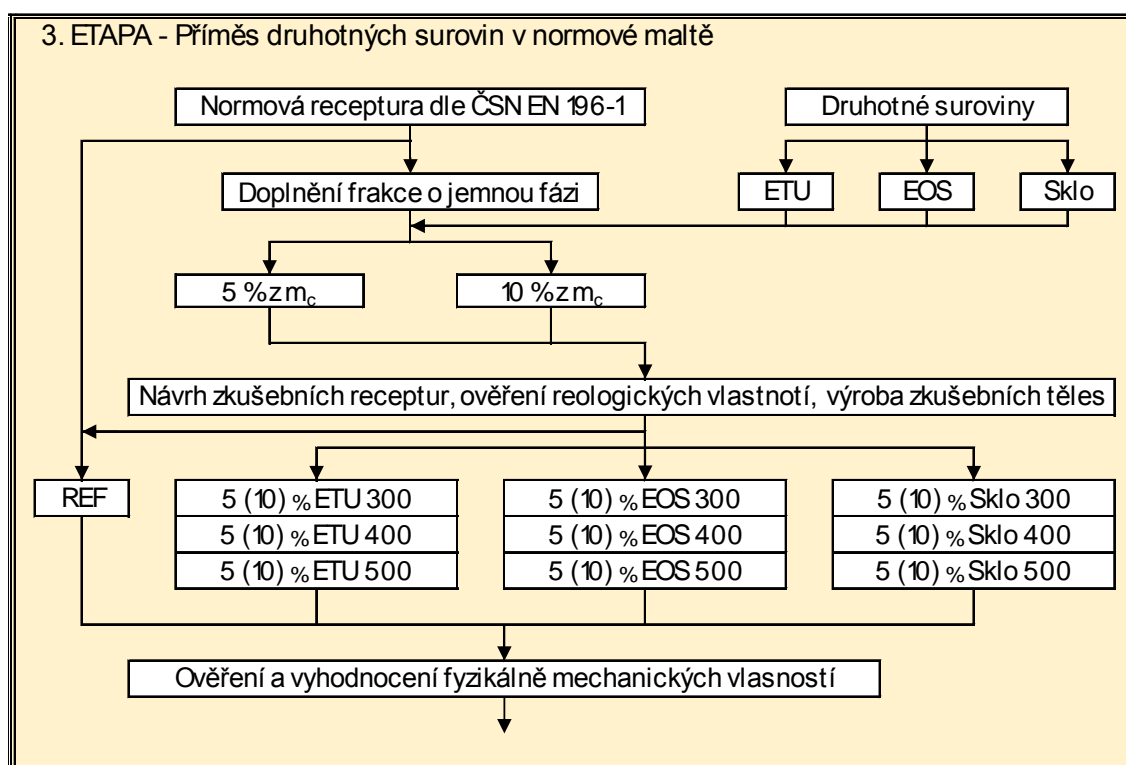 3. ETAPA - Příměs druhotných surovin v normové maltě
Normová receptura dle ČSN EN 196-1
Druhotné suroviny
Doplnění frakce o jemnou fázi
ETU
EOS
Sklo
5 % z mc
10 % z mc
Návrh zkušebních receptur, ověření reologických vlastnotí, výroba zkušebních těles
REF
5 (10) % ETU 300
5 (10) % EOS 300
5 (10) % Sklo 300
5 (10) % ETU 400
5 (10) % EOS 400
5 (10) % Sklo 400
5 (10) % ETU 500
5 (10) % EOS 500
5 (10) % Sklo 500
Ověření a vyhodnocení fyzikálně mechanických vlasností